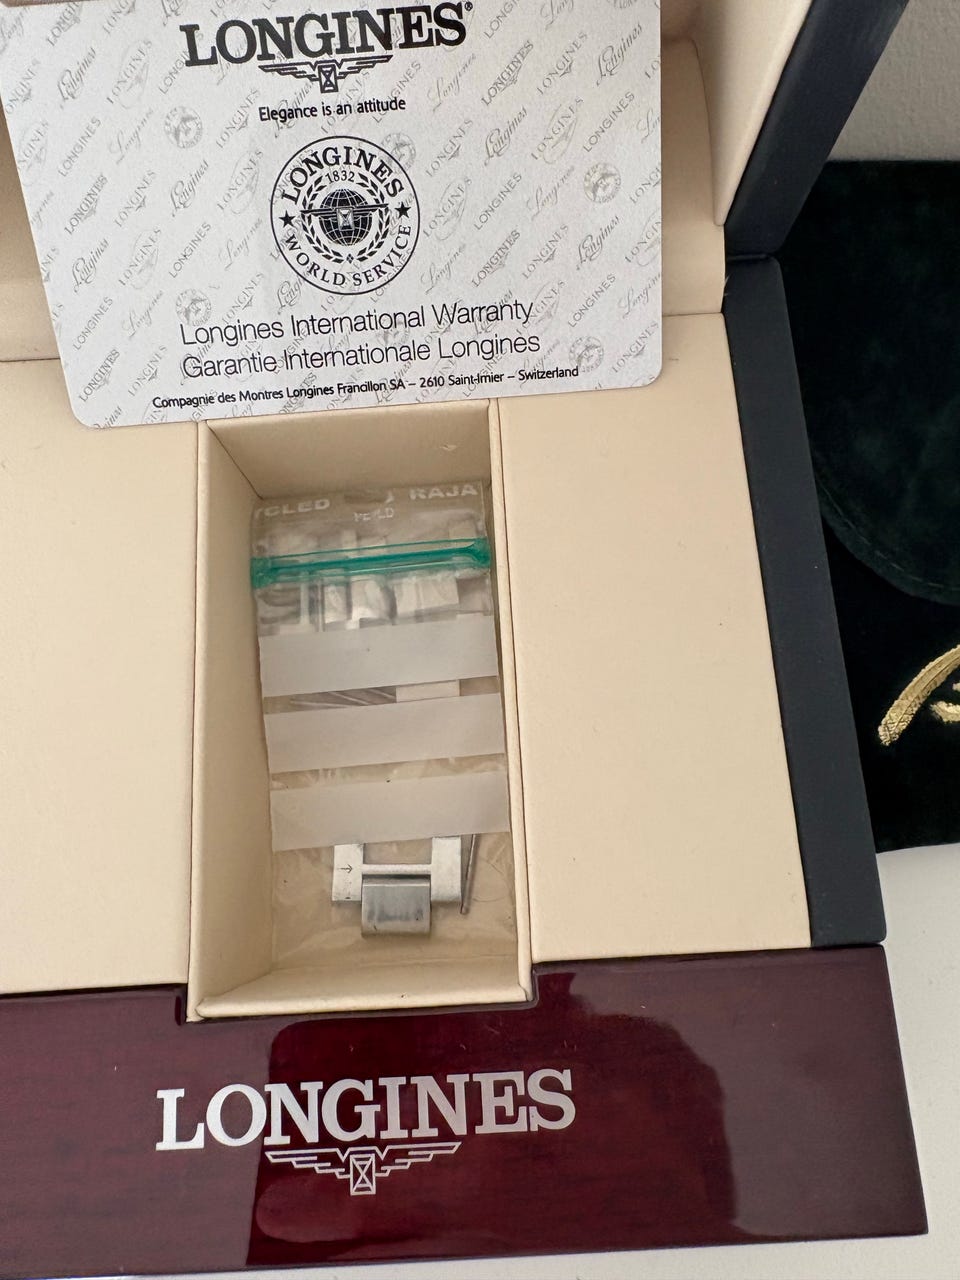 LONGINES®
Elegance is an attitude
LONGINES
1832
WORLD SERVICE
Longines International Warranty
Garantie Internationale Longines
Compagnie des Montres Longines Francillon SA – 2610 Saint-Imier – Switzerland
RAJA
LONGINES